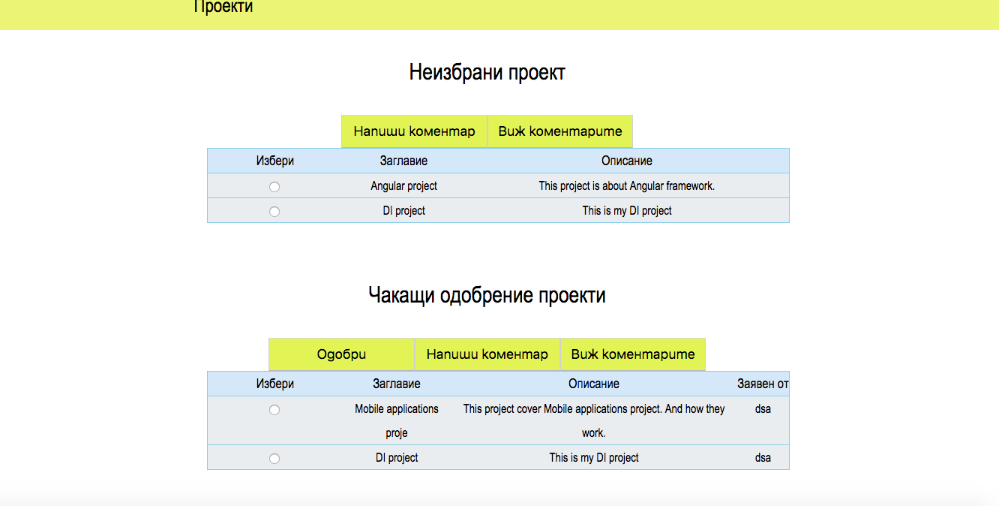 Проекти
Неизбрани проект
Напиши коментар Виж коментарите
Избери Заглавие Описание
Angular project This project is about Angular framework.
DI project This is my DI project
Чакащи одобрение проекти
Одобри Напиши коментар Виж коментарите
Избери Заглавие Описание Заявен от
Mobile applications This project cover Mobile applications project. And how they dsa
proje work.
DI project This is my DI project dsa